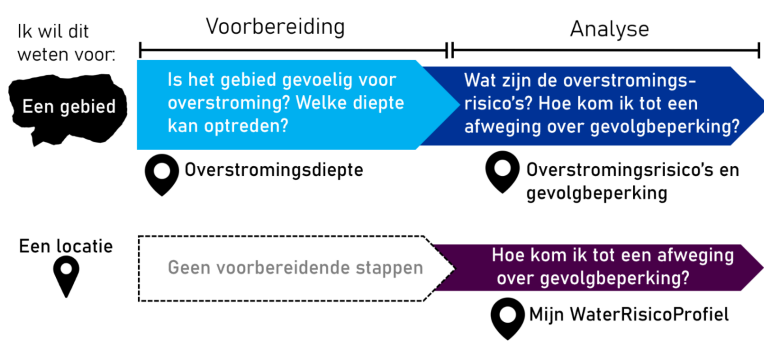 Ik wil dit
weten voor:
Voorbereiding
Analyse
Een gebied
Is het gebied gevoelig voor
overstroming? Welke diepte
kan optreden?
Wat zijn de overstromings-
risico's? Hoe kom ik tot een
afweging over gevolgbeperking?
Overstromingsdiepte
Overstromingsrisico's en
gevolgbeperking
Een locatie
Geen voorbereidende stappen
Hoe kom ik tot een afweging
over gevolgbeperking?
Mijn WaterRisicoProfiel